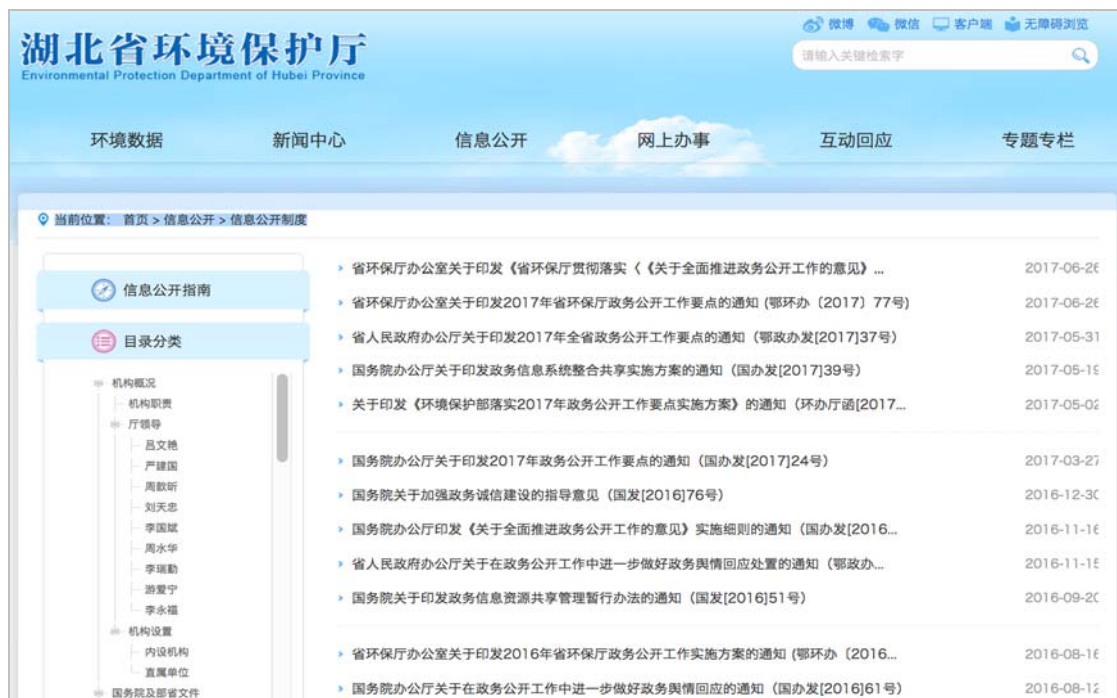 微博 微信 客户端 无障碍浏览
湖北省环境保护厅
Environmental Protection Department of Hubei Province
请输入关键检索字
环境数据 新闻中心 信息公开 网上办事 互动回应 专题专栏
当前位置： 首页 > 信息公开 > 信息公开制度
信息公开指南
目录分类
机构概况
机构职责
厅领导
吕文艳
严建国
周歆昕
刘天忠
李国斌
周水华
李瑞勤
游爱宁
李永福
机构设置
内设机构
直属单位
国务院及部省文件
省环保厅办公室关于印发《省环保厅贯彻落实〈《关于全面推进政务公开工作的意见》... 2017-06-26
省环保厅办公室关于印发2017年省环保厅政务公开工作要点的通知 (鄂环办〔2017〕77号) 2017-06-26
省人民政府办公厅关于印发2017年全省政务公开工作要点的通知（鄂政办发[2017]37号） 2017-05-31
国务院办公厅关于印发政务信息系统整合共享实施方案的通知（国办发[2017]39号） 2017-05-19
关于印发《环境保护部落实2017年政务公开工作要点实施方案》的通知（环办厅函[2017... 2017-05-02
国务院办公厅关于印发2017年政务公开工作要点的通知（国办发[2017]24号） 2017-03-27
国务院关于加强政务诚信建设的指导意见（国发[2016]76号） 2016-12-30
国务院办公厅印发《关于全面推进政务公开工作的意见》实施细则的通知（国办发[2016... 2016-11-16
省人民政府办公厅关于在政务公开工作中进一步做好政务舆情回应处置的通知（鄂政办... 2016-11-15
国务院关于印发政务信息资源共享管理暂行办法的通知（国发[2016]51号） 2016-09-20
省环保厅办公室关于印发2016年省环保厅政务公开工作实施方案的通知 (鄂环办〔2016... 2016-08-16
国务院办公厅关于在政务公开工作中进一步做好政务舆情回应的通知（国办发[2016]61号） 2016-08-12